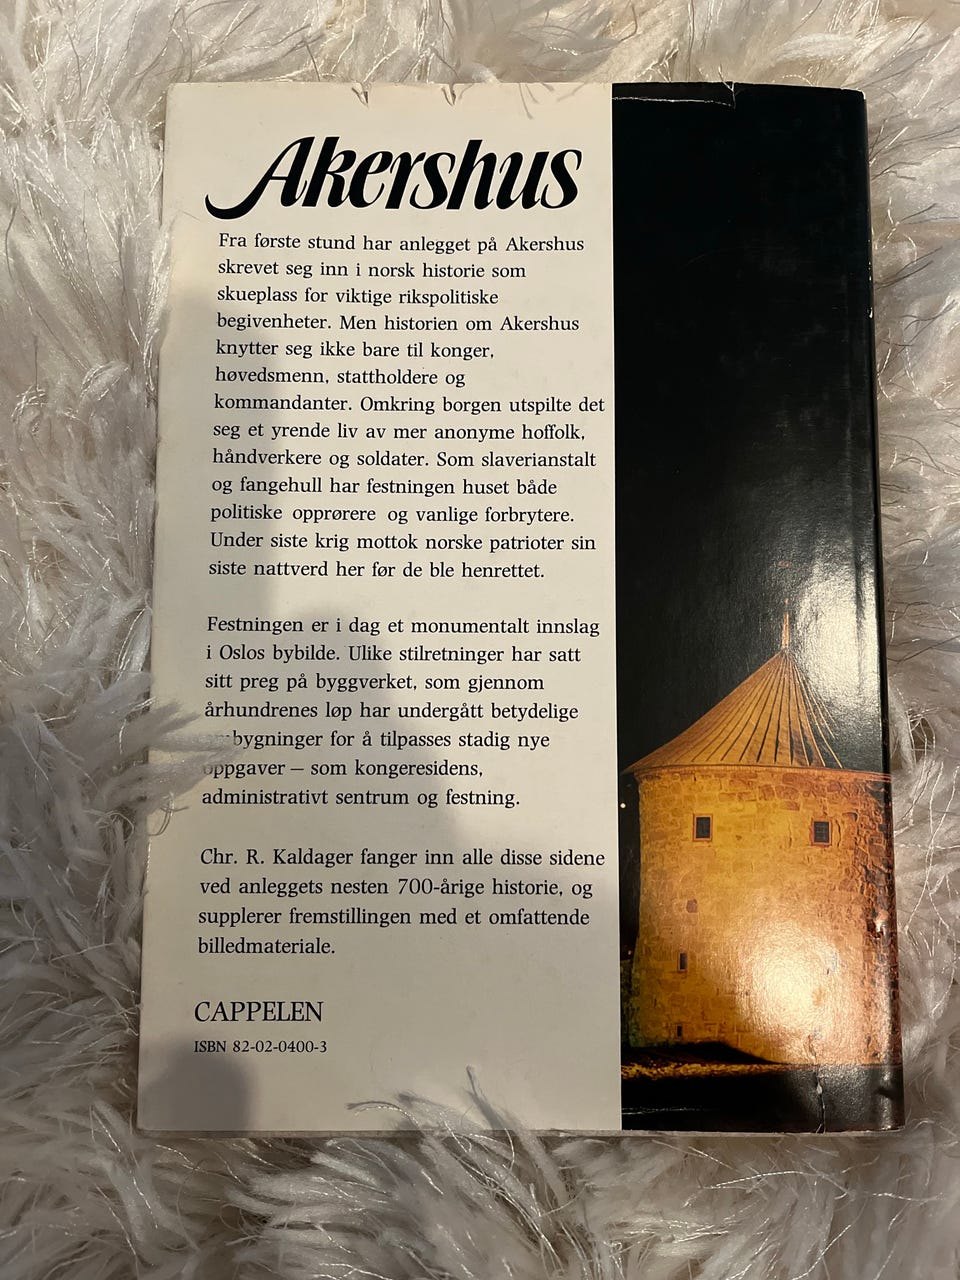 Akershus
Fra første stund har anlegget på Akershus
skrevet seg inn i norsk historie som
skueplass for viktige rikspolitiske
begivenheter. Men historien om Akershus
knytter seg ikke bare til konger,
høvedsmenn, stattholdere og
kommandanter. Omkring borgen utspilte det
seg et yrende liv av mer anonyme hoffolk,
håndverkere og soldater. Som slaverianstalt
og fangehull har festningen huset både
politiske opprørere og vanlige forbrytere.
Under siste krig mottok norske patrioter sin
siste nattverd her før de ble henrettet.
Festningen er i dag et monumentalt innslag
i Oslos bybilde. Ulike stilretninger har satt
sitt preg på byggverket, som gjennom
århundrenes løp har undergått betydelige
for å tilpasses stadig nye
oppgaver – som kongeresidens,
administrativt sentrum og festning.
Chr. R. Kaldager fanger inn alle disse sidene
ved anleggets nesten 700-årige historie, og
supplerer fremstillingen med et omfattende
billedmateriale.
CAPPELEN
ISBN 82-02-0400-3